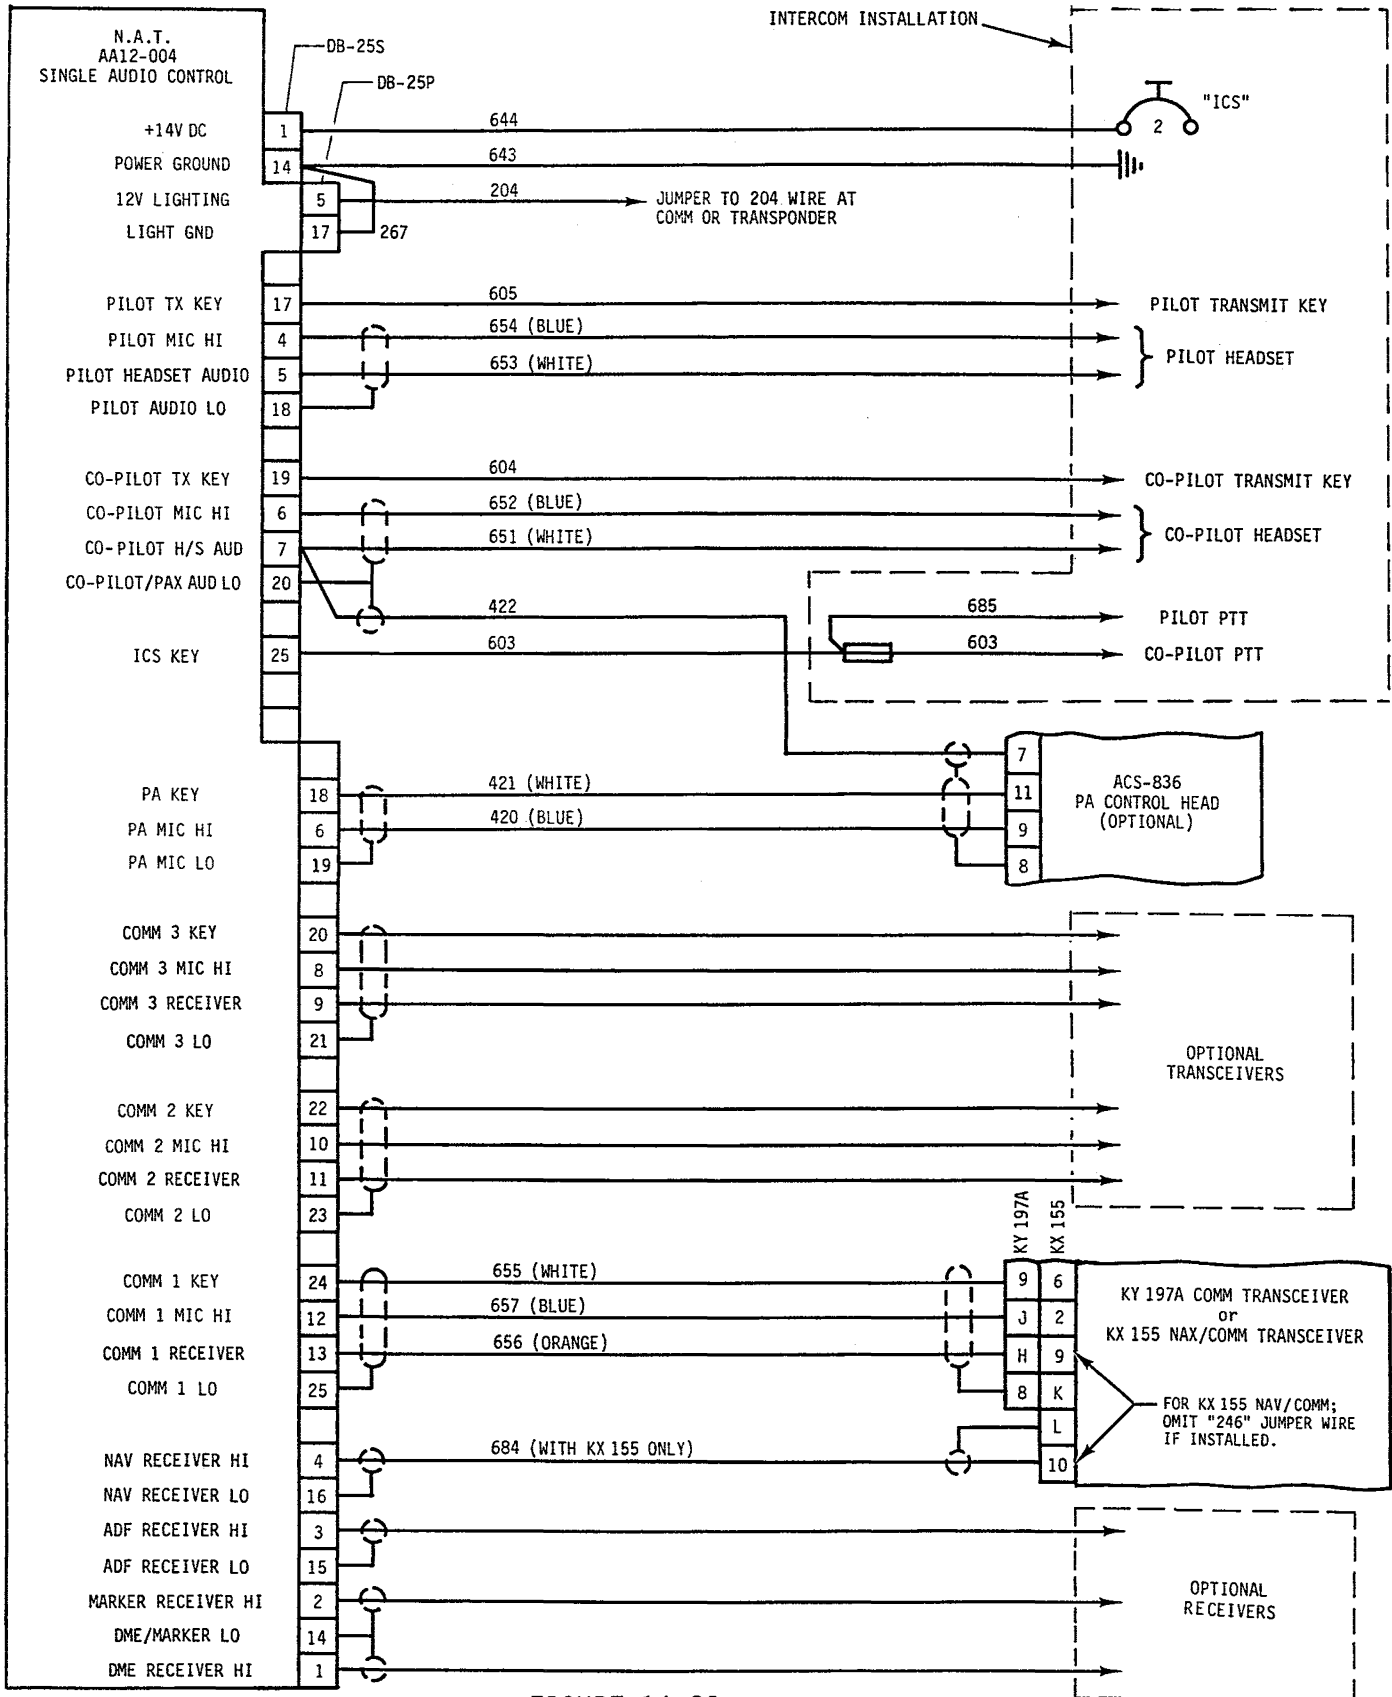 INTERCOM INSTALLATION
N.A.T.
AA12-004
SINGLE AUDIO CONTROL
DB-25S
DB-25P
"ICS"
+14V DC 1 644 2
POWER GROUND 14 643
12V LIGHTING 5 204 JUMPER TO 204 WIRE AT
COMM OR TRANSPONDER
LIGHT GND 17 267
PILOT TX KEY 17 605 PILOT TRANSMIT KEY
PILOT MIC HI 4 654 (BLUE)
PILOT HEADSET
PILOT HEADSET AUDIO 5 653 (WHITE)
PILOT AUDIO LO 18
CO-PILOT TX KEY 19 604 CO-PILOT TRANSMIT KEY
CO-PILOT MIC HI 6 652 (BLUE)
CO-PILOT HEADSET
CO-PILOT H/S AUD 7 651 (WHITE)
CO-PILOT/PAX AUD LO 20
422 685 PILOT PTT
ICS KEY 25 603 603 CO-PILOT PTT
7
ACS-836
PA CONTROL HEAD
(OPTIONAL)
PA KEY 18 421 (WHITE) 11
PA MIC HI 6 420 (BLUE) 9
PA MIC LO 19 8
COMM 3 KEY 20
COMM 3 MIC HI 8
COMM 3 RECEIVER 9
COMM 3 LO 21
OPTIONAL
TRANSCEIVERS
COMM 2 KEY 22
COMM 2 MIC HI 10
COMM 2 RECEIVER 11
COMM 2 LO 23
KY 197A
KX 155
COMM 1 KEY 24 655 (WHITE) 9 6
COMM 1 MIC HI 12 657 (BLUE) J 2
COMM 1 RECEIVER 13 656 (ORANGE) H 9
COMM 1 LO 25 8 K
KY 197A COMM TRANSCEIVER
or
KX 155 NAX/COMM TRANSCEIVER
L
FOR KX 155 NAV/COMM;
OMIT "246" JUMPER WIRE
IF INSTALLED.
NAV RECEIVER HI 4 684 (WITH KX 155 ONLY) 10
NAV RECEIVER LO 16
ADF RECEIVER HI 3
ADF RECEIVER LO 15
MARKER RECEIVER HI 2
DME/MARKER LO 14
DME RECEIVER HI 1
OPTIONAL
RECEIVERS